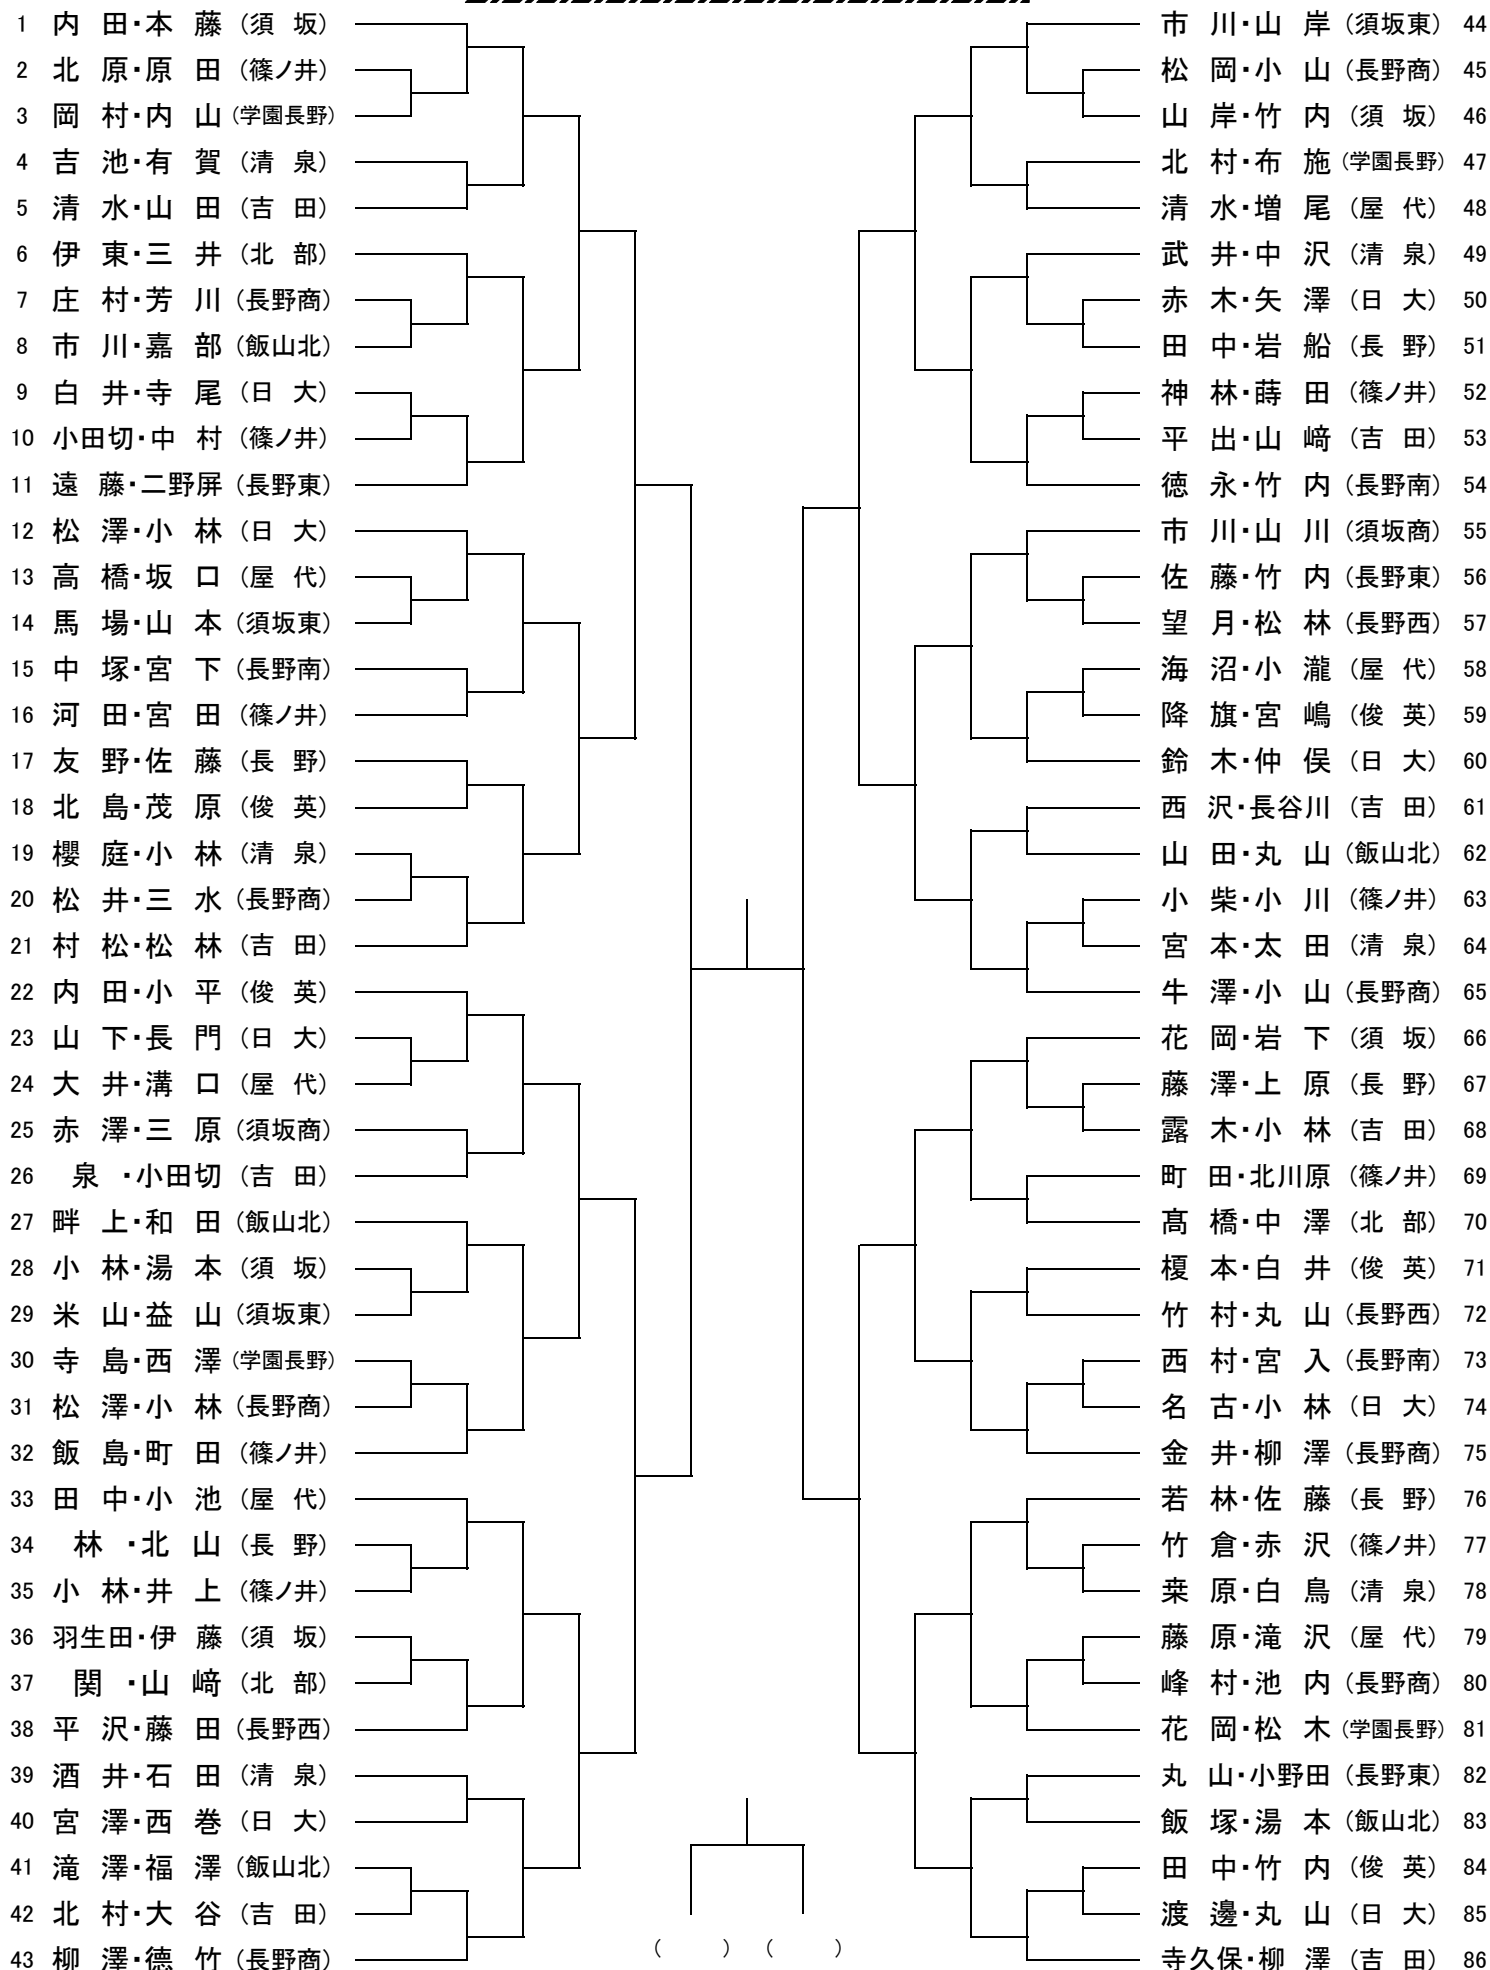 1 内 田・本 藤 (須 坂)
2 北 原・原 田 (篠ノ井)
3 岡 村・内 山 (学園長野)
4 吉 池・有 賀 (清 泉)
5 清 水・山 田 (吉 田)
6 伊 東・三 井 (北 部)
7 庄 村・芳 川 (長野商)
8 市 川・嘉 部 (飯山北)
9 白 井・寺 尾 (日 大)
10 小田切・中 村 (篠ノ井)
11 遠 藤・二野屏 (長野東)
12 松 澤・小 林 (日 大)
13 高 橋・坂 口 (屋 代)
14 馬 場・山 本 (須坂東)
15 中 塚・宮 下 (長野南)
16 河 田・宮 田 (篠ノ井)
17 友 野・佐 藤 (長 野)
18 北 島・茂 原 (俊 英)
19 櫻 庭・小 林 (清 泉)
20 松 井・三 水 (長野商)
21 村 松・松 林 (吉 田)
22 内 田・小 平 (俊 英)
23 山 下・長 門 (日 大)
24 大 井・溝 口 (屋 代)
25 赤 澤・三 原 (須坂商)
26 泉 ・小田切 (吉 田)
27 畔 上・和 田 (飯山北)
28 小 林・湯 本 (須 坂)
29 米 山・益 山 (須坂東)
30 寺 島・西 澤 (学園長野)
31 松 澤・小 林 (長野商)
32 飯 島・町 田 (篠ノ井)
33 田 中・小 池 (屋 代)
34 林 ・北 山 (長 野)
35 小 林・井 上 (篠ノ井)
36 羽生田・伊 藤 (須 坂)
37 関 ・山 﨑 (北 部)
38 平 沢・藤 田 (長野西)
39 酒 井・石 田 (清 泉)
40 宮 澤・西 巻 (日 大)
41 滝 澤・福 澤 (飯山北)
42 北 村・大 谷 (吉 田)
43 柳 澤・德 竹 (長野商)
( ) ( )
市 川・山 岸 (須坂東) 44
松 岡・小 山 (長野商) 45
山 岸・竹 内 (須 坂) 46
北 村・布 施 (学園長野) 47
清 水・増 尾 (屋 代) 48
武 井・中 沢 (清 泉) 49
赤 木・矢 澤 (日 大) 50
田 中・岩 船 (長 野) 51
神 林・蒔 田 (篠ノ井) 52
平 出・山 﨑 (吉 田) 53
徳 永・竹 内 (長野南) 54
市 川・山 川 (須坂商) 55
佐 藤・竹 内 (長野東) 56
望 月・松 林 (長野西) 57
海 沼・小 瀧 (屋 代) 58
降 旗・宮 嶋 (俊 英) 59
鈴 木・仲 俣 (日 大) 60
西 沢・長谷川 (吉 田) 61
山 田・丸 山 (飯山北) 62
小 柴・小 川 (篠ノ井) 63
宮 本・太 田 (清 泉) 64
牛 澤・小 山 (長野商) 65
花 岡・岩 下 (須 坂) 66
藤 澤・上 原 (長 野) 67
露 木・小 林 (吉 田) 68
町 田・北川原 (篠ノ井) 69
髙 橋・中 澤 (北 部) 70
榎 本・白 井 (俊 英) 71
竹 村・丸 山 (長野西) 72
西 村・宮 入 (長野南) 73
名 古・小 林 (日 大) 74
金 井・柳 澤 (長野商) 75
若 林・佐 藤 (長 野) 76
竹 倉・赤 沢 (篠ノ井) 77
桒 原・白 鳥 (清 泉) 78
藤 原・滝 沢 (屋 代) 79
峰 村・池 内 (長野商) 80
花 岡・松 木 (学園長野) 81
丸 山・小野田 (長野東) 82
飯 塚・湯 本 (飯山北) 83
田 中・竹 内 (俊 英) 84
渡 邊・丸 山 (日 大) 85
寺久保・柳 澤 (吉 田) 86